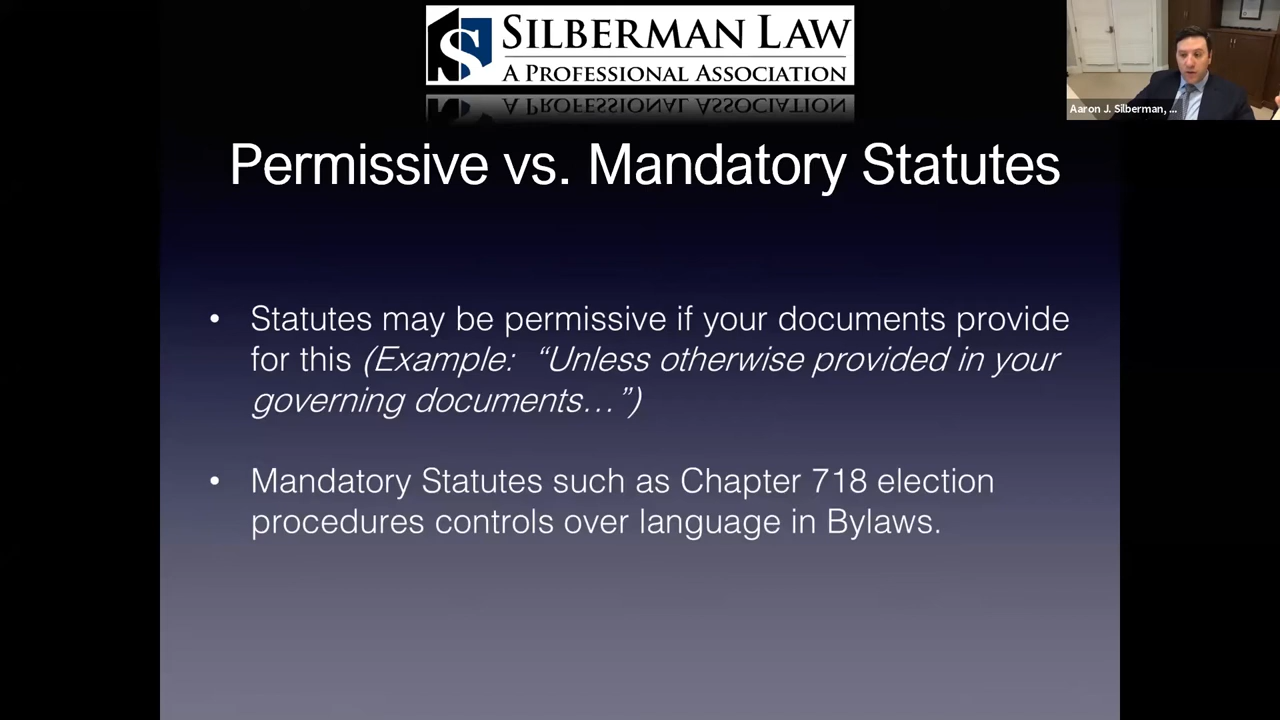 SILBERMAN LAW
A PROFESSIONAL ASSOCIATION
Aaron J. Silberman, ...
Permissive vs. Mandatory Statutes
• Statutes may be permissive if your documents provide
for this (Example: “Unless otherwise provided in your
governing documents…”)
• Mandatory Statutes such as Chapter 718 election
procedures controls over language in Bylaws.